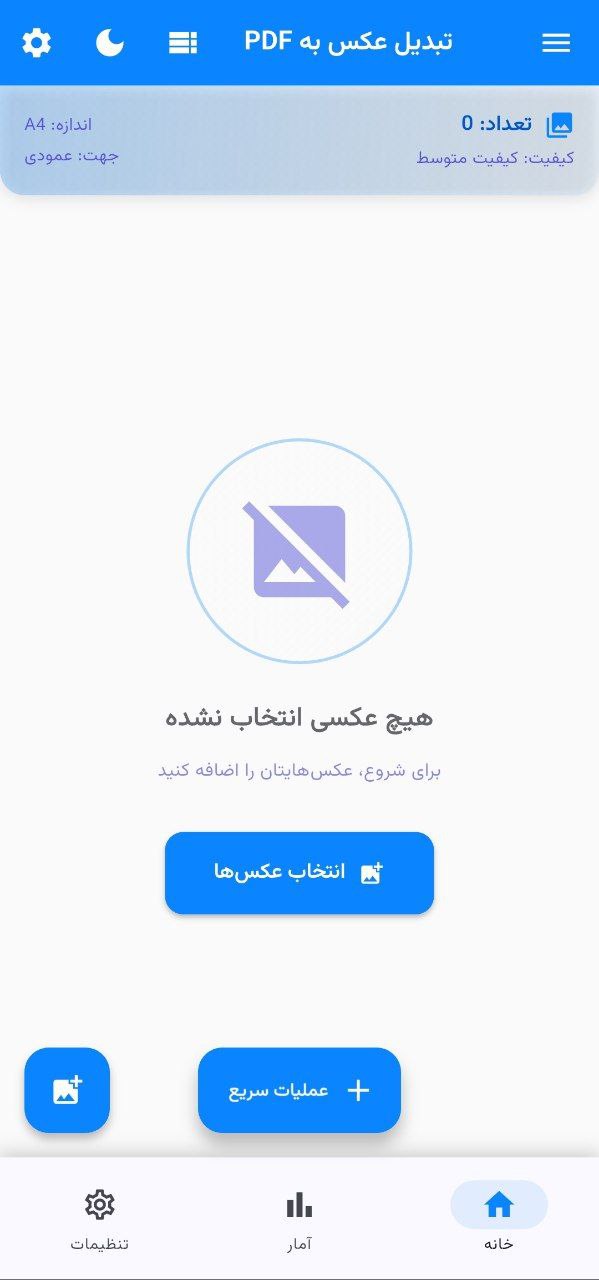 تبدیل عکس به PDF
تعداد: 0
کیفیت: کیفیت متوسط
اندازه: A4
جهت: عمودی
هیچ عکسی انتخاب نشده
برای شروع، عکس‌هایتان را اضافه کنید
انتخاب عکس‌ها
عملیات سریع
خانه
آمار
تنظیمات